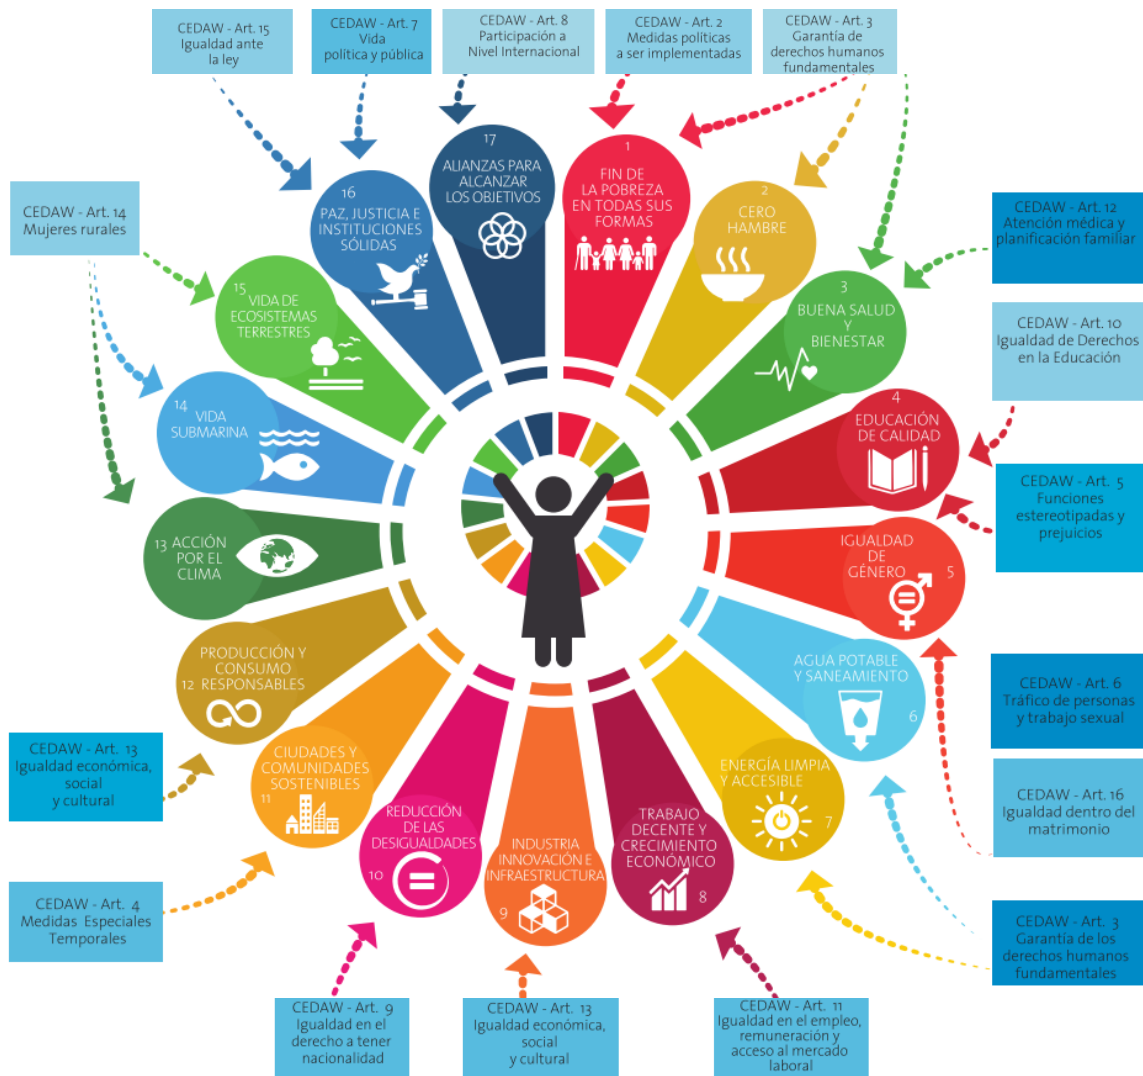 CEDAW - Art. 15
Igualdad ante
la ley
CEDAW - Art. 7
Vida
política y pública
CEDAW - Art. 8
Participación a
Nivel Internacional
CEDAW - Art. 2
Medidas políticas
a ser implementadas
CEDAW - Art. 3
Garantía de
derechos humanos
fundamentales
CEDAW - Art. 14
Mujeres rurales
CEDAW - Art. 12
Atención médica y
planificación familiar
CEDAW - Art. 10
Igualdad de Derechos
en la Educación
CEDAW - Art. 5
Funciones
estereotipadas y
prejuicios
CEDAW - Art. 6
Tráfico de personas
y trabajo sexual
CEDAW - Art. 16
Igualdad dentro del
matrimonio
CEDAW - Art. 3
Garantía de los
derechos humanos
fundamentales
CEDAW - Art. 11
Igualdad en el empleo,
remuneración y
acceso al mercado
laboral
CEDAW - Art. 13
Igualdad económica,
social
y cultural
CEDAW - Art. 9
Igualdad en el
derecho a tener
nacionalidad
CEDAW - Art. 4
Medidas Especiales
Temporales
CEDAW - Art. 13
Igualdad económica,
social
y cultural
1
FIN DE
LA POBREZA
EN TODAS SUS
FORMAS
2
CERO
HAMBRE
3
BUENA SALUD
Y
BIENESTAR
4
EDUCACIÓN
DE CALIDAD
IGUALDAD
DE
GÉNERO
5
AGUA POTABLE
Y SANEAMIENTO
6
ENERGÍA LIMPIA
Y ACCESIBLE
7
TRABAJO
DECENTE Y
CRECIMIENTO
ECONÓMICO
8
INDUSTRIA
INNOVACIÓN E
INFRAESTRUCTURA
9
REDUCCIÓN
DE LAS
DESIGUALDADES
10
CIUDADES Y
COMUNIDADES
SOSTENIBLES
11
PRODUCCIÓN Y
CONSUMO
12 RESPONSABLES
13 ACCIÓN
POR EL
CLIMA
14
VIDA
SUBMARINA
15
VIDA DE
ECOSISTEMAS
TERRESTRES
16
PAZ, JUSTICIA E
INSTITUCIONES
SÓLIDAS
17
ALIANZAS PARA
ALCANZAR
LOS OBJETIVOS